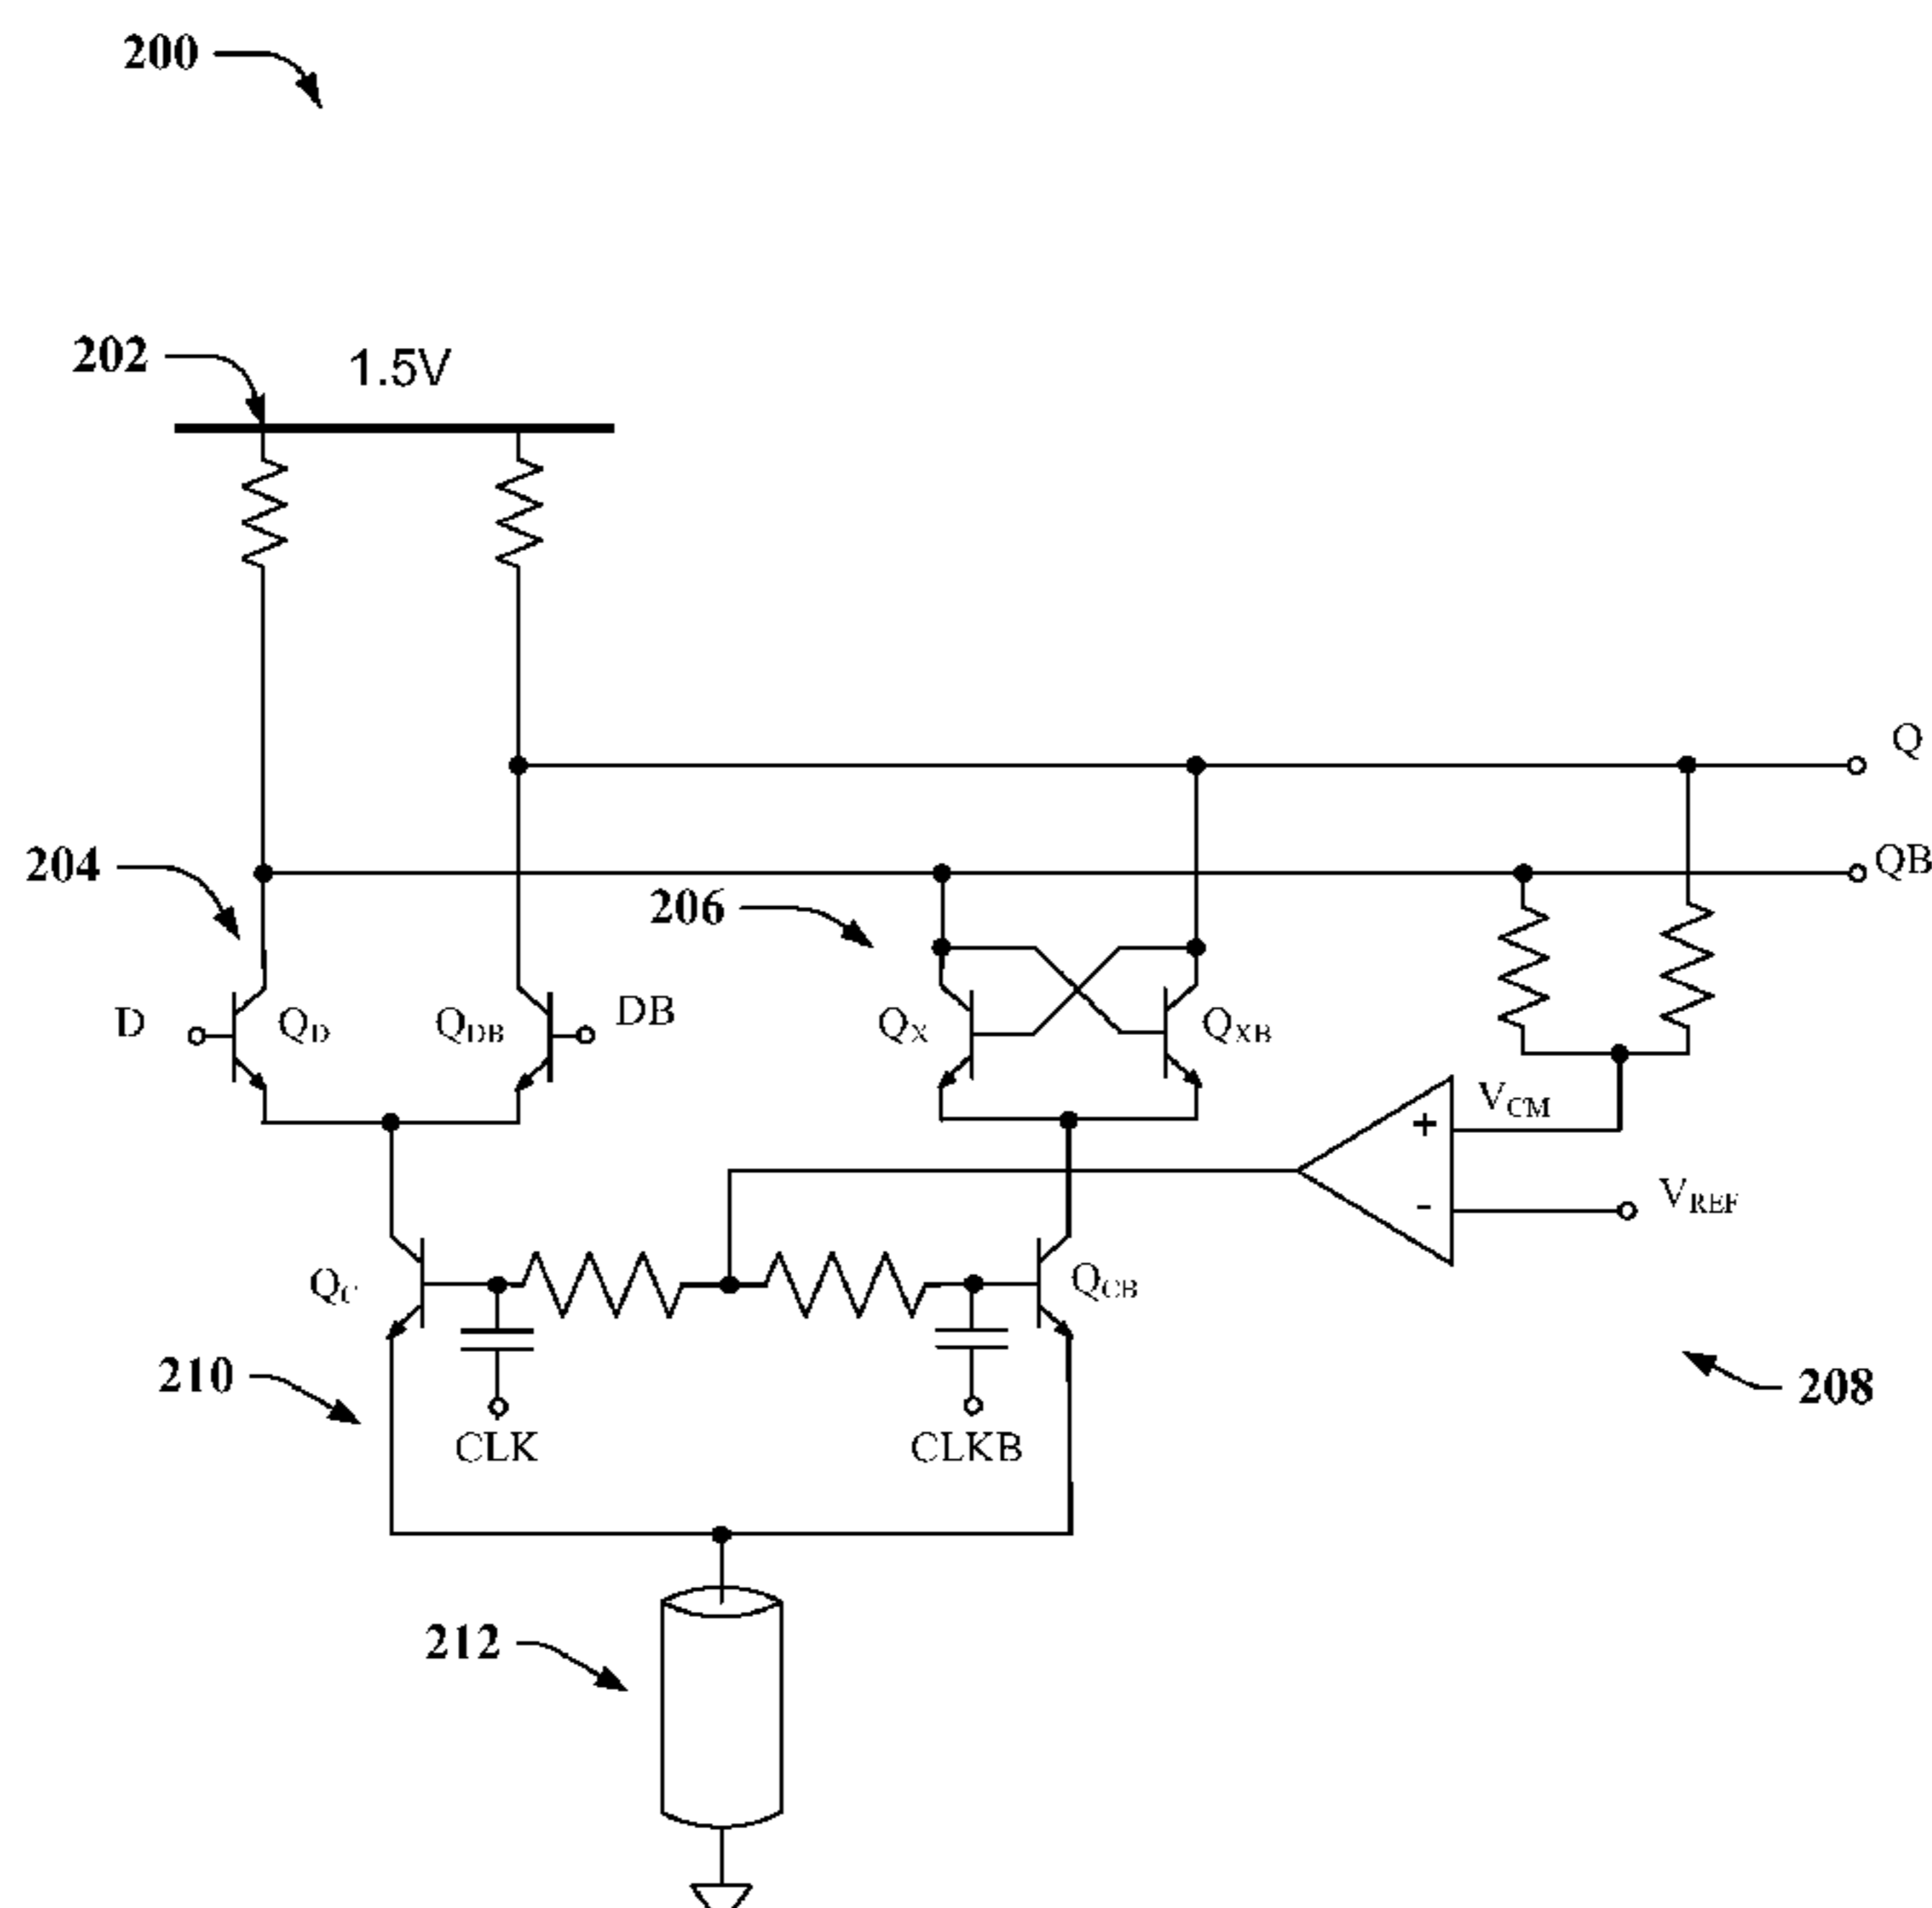 200
202
1.5V
Q
204
QB
206
D
QD
QDB
DB
QX
QXB
VCM
+
-
VREF
QC
QCB
210
CLK
CLKB
208
212